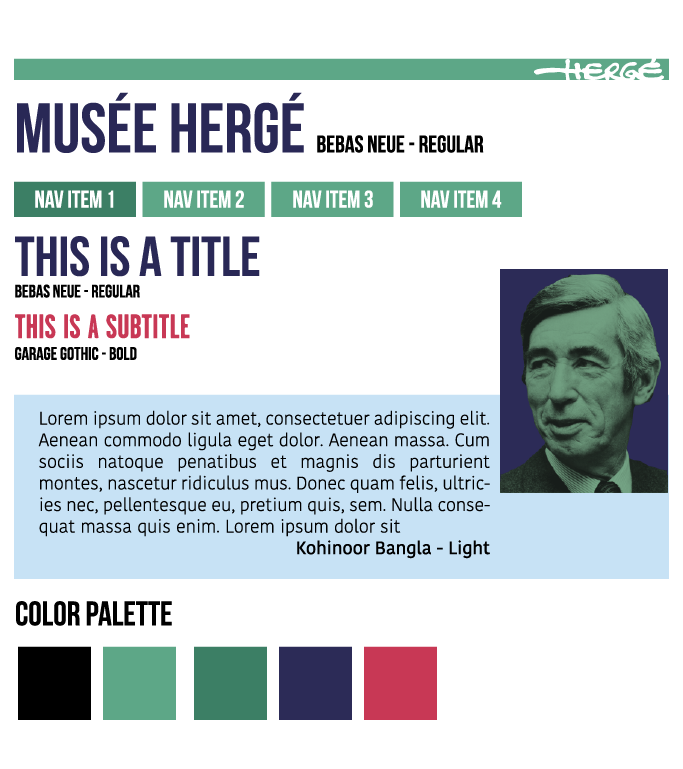 HERGÉ
MUSÉE HERGÉ BEBAS NEUE - REGULAR
NAV ITEM 1 NAV ITEM 2 NAV ITEM 3 NAV ITEM 4
THIS IS A TITLE
BEBAS NEUE - REGULAR
THIS IS A SUBTITLE
GARAGE GOTHIC - BOLD
Lorem ipsum dolor sit amet, consectetuer adipiscing elit.
Aenean commodo ligula eget dolor. Aenean massa. Cum
sociis natoque penatibus et magnis dis parturient
montes, nascetur ridiculus mus. Donec quam felis, ultric-
ies nec, pellentesque eu, pretium quis, sem. Nulla conse-
quat massa quis enim. Lorem ipsum dolor sit
Kohinoor Bangla - Light
COLOR PALETTE